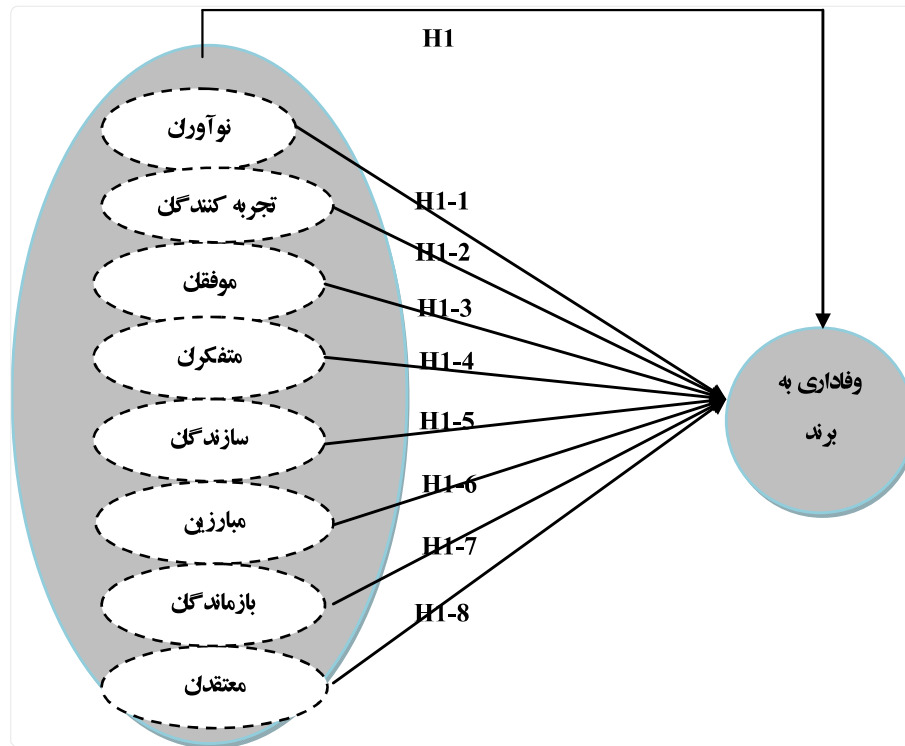 H1
نوآوران
H1-1
تجربه کنندگان
H1-2
موفقان
H1-3
متفکران
H1-4
وفاداری به
برند
سازندگان
H1-5
مبارزین
H1-6
بازماندگان
H1-7
معتقدان
H1-8